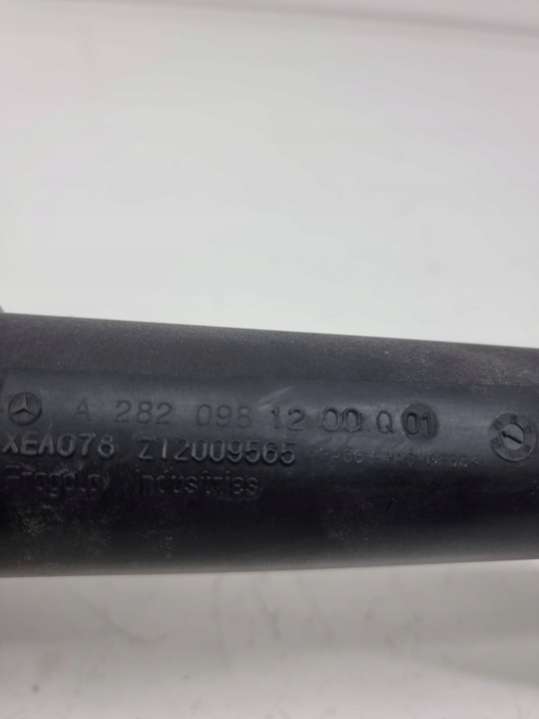 A 282 098 12 00 Q 01
XEA078 Z12009565
Industries